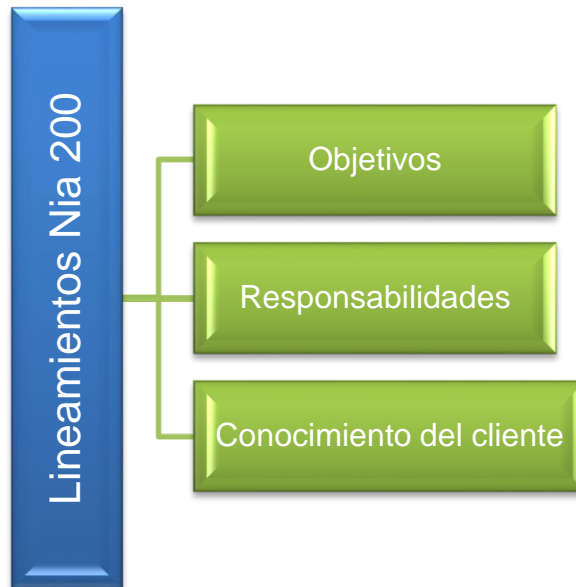 Lineamientos Nia 200
Objetivos
Responsabilidades
Conocimiento del cliente